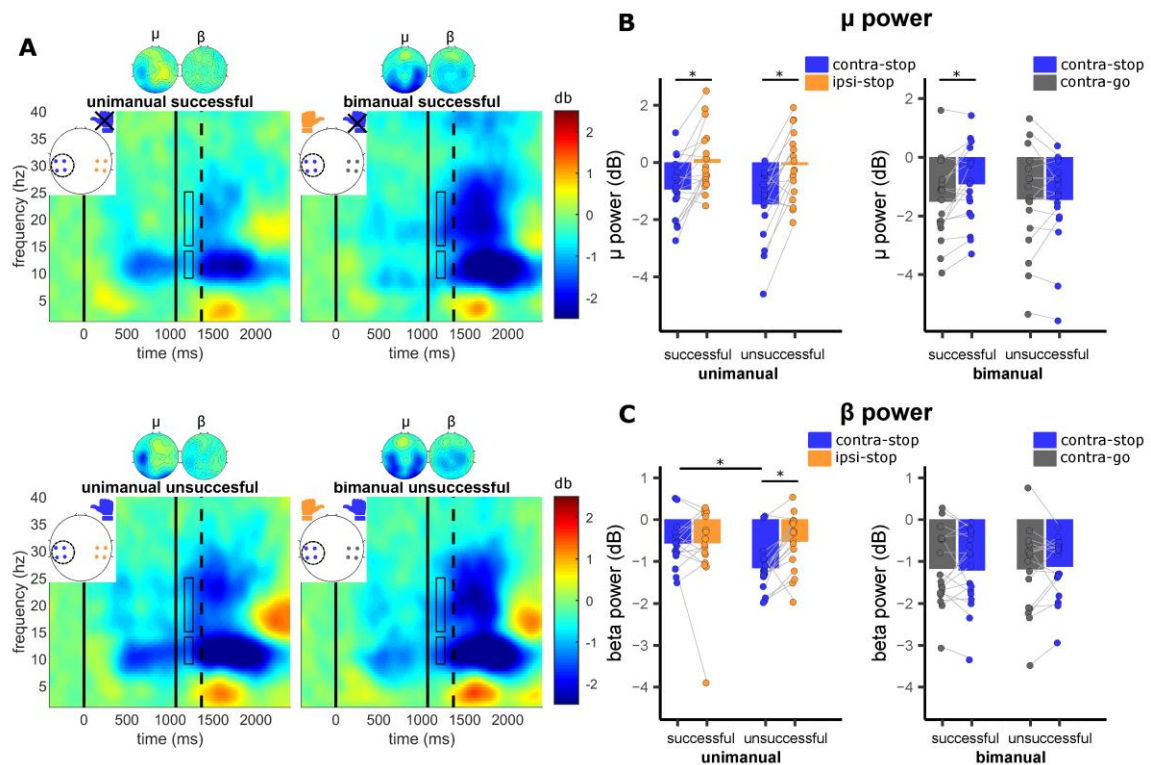 A
μ β
unimanual successful
μ β
bimanual successful
db
frequency (hz)
40
35
30
25
20
15
10
5
0 500 1000 1500 2000
time (ms)
0 500 1000 1500 2000
time (ms)
2
1
0
-1
-2
μ β
unimanual unsuccessful
μ β
bimanual unsuccesful
db
frequency (hz)
40
35
30
25
20
15
10
5
0 500 1000 1500 2000
time (ms)
0 500 1000 1500 2000
time (ms)
2
1
0
-1
-2
B
μ power
contra-stop
ipsi-stop
contra-stop
contra-go
* *
*
μ power (dB)
2
0
−2
−4
successful unsuccessful
unimanual
μ power (dB)
2
0
−2
−4
successful unsuccessful
bimanual
C
β power
contra-stop
ipsi-stop
contra-stop
contra-go
* *
beta power (dB)
1
0
−1
−2
−3
−4
successful unsuccessful
unimanual
beta power (dB)
1
0
−1
−2
−3
−4
successful unsuccessful
bimanual